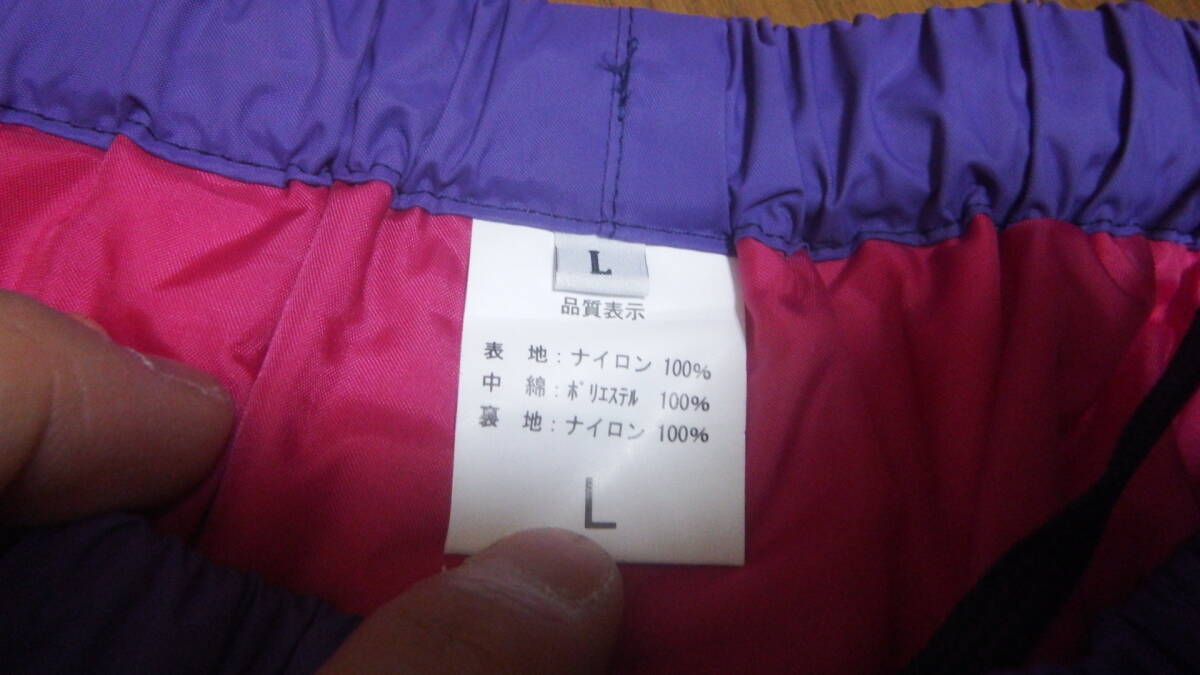 L
品質表示
表 地：ナイロン 100%
中 綿：ﾎﾟﾘｴｽﾃﾙ 100%
裏 地：ナイロン 100%
L